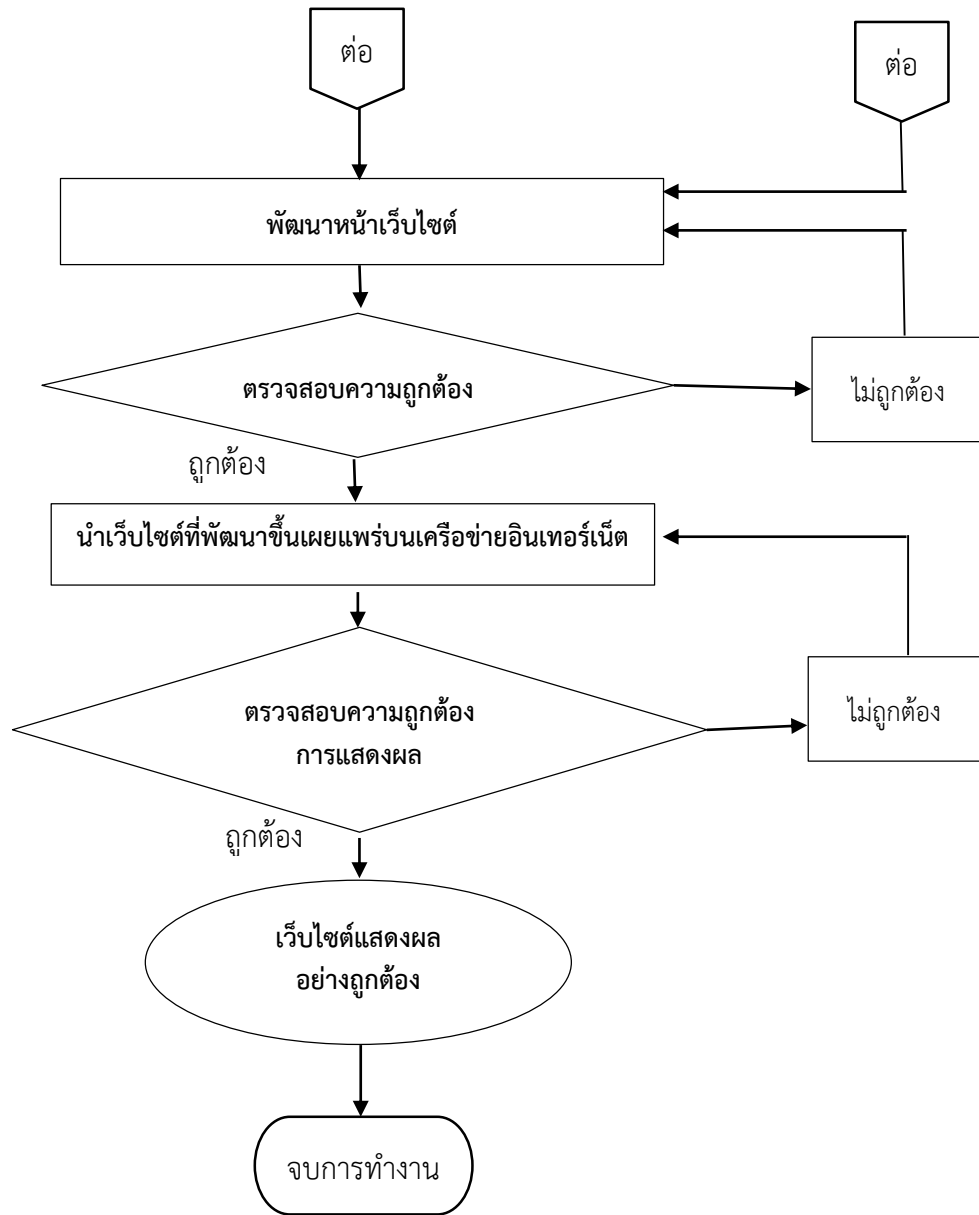 ต่อ
ต่อ
พัฒนาหน้าเว็บไซต์
ตรวจสอบความถูกต้อง
ไม่ถูกต้อง
ถูกต้อง
นำเว็บไซต์ที่พัฒนาขึ้นเผยแพร่บนเครือข่ายอินเทอร์เน็ต
ตรวจสอบความถูกต้อง
การแสดงผล
ไม่ถูกต้อง
ถูกต้อง
เว็บไซต์แสดงผล
อย่างถูกต้อง
จบการทำงาน